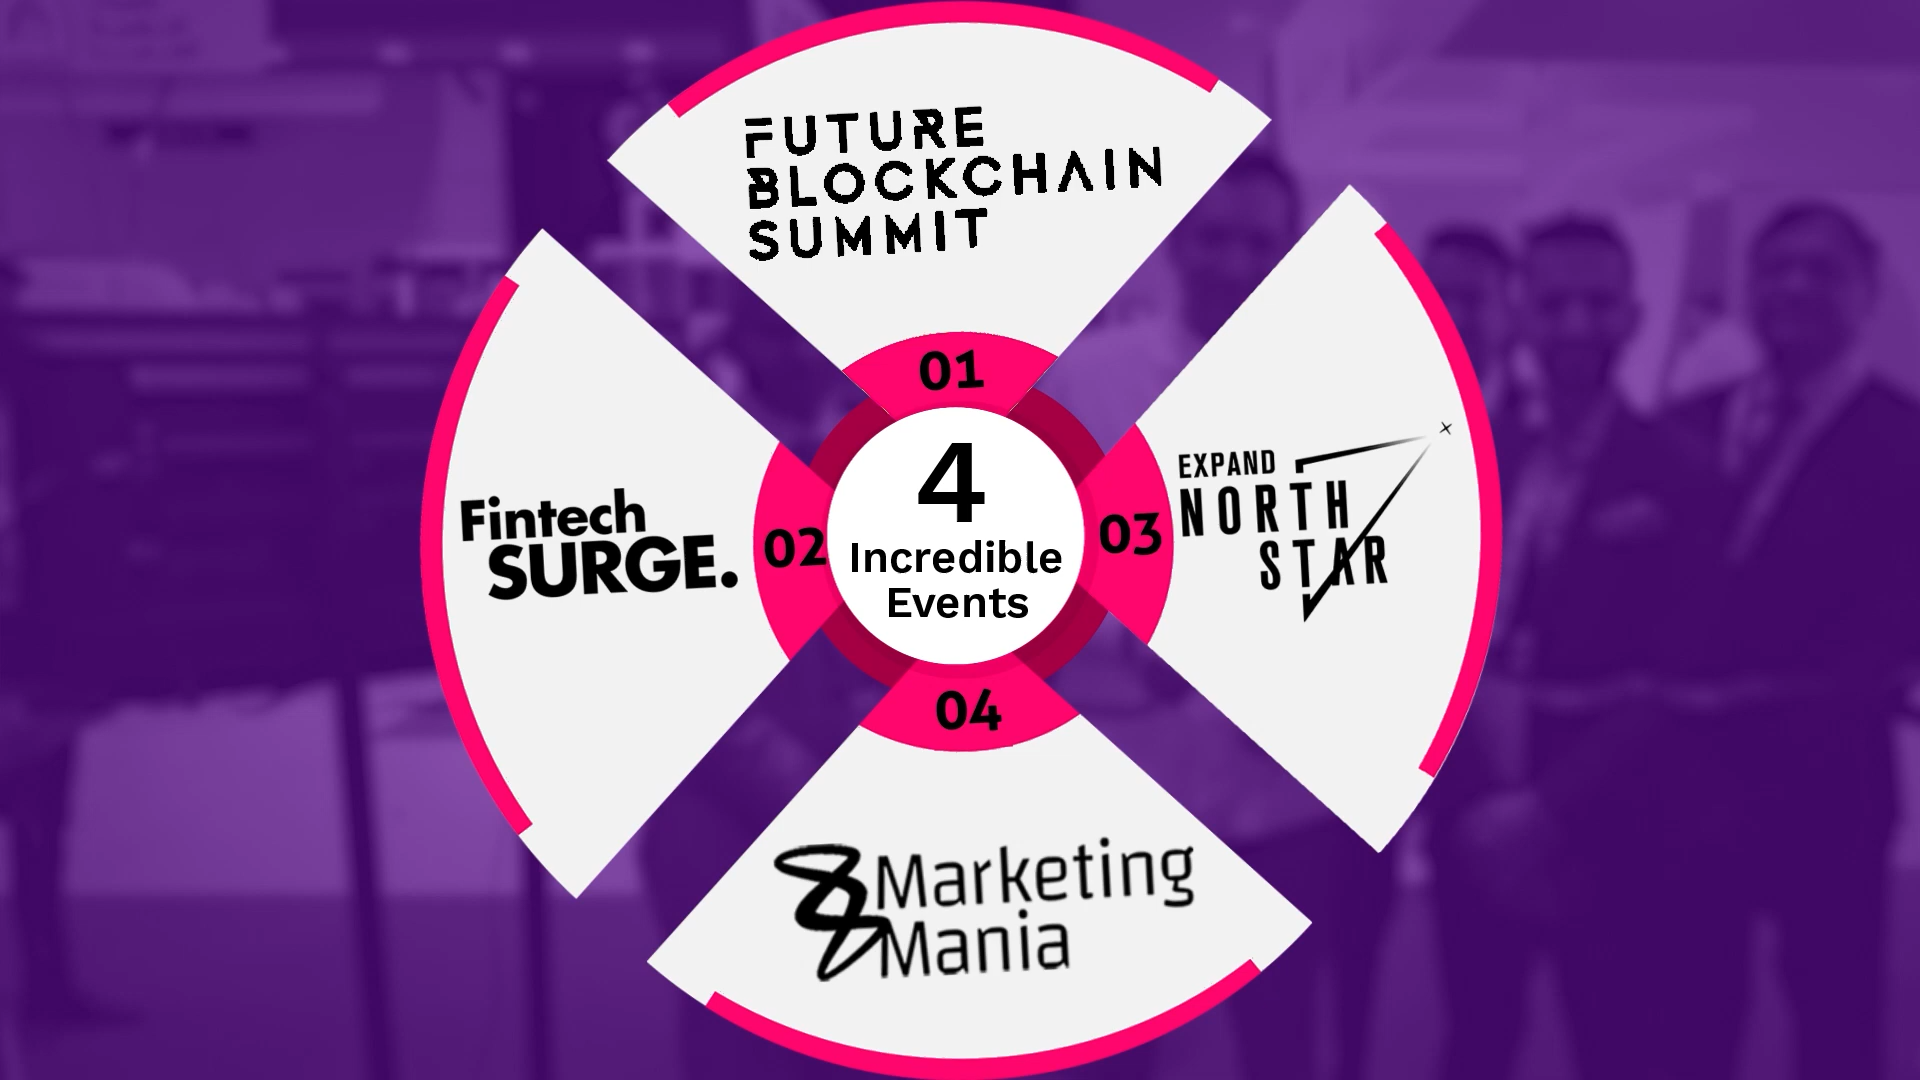 FUTURE
BLOCKCHAIN
SUMMIT
01
Fintech
SURGE.
02
4
Incredible
Events
03
EXPAND
NORTH
STAR
04
Marketing
Mania